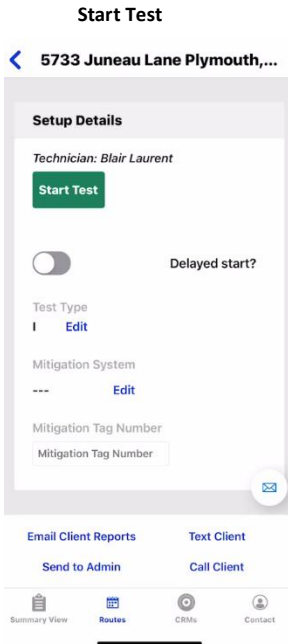 Start Test
5733 Juneau Lane Plymouth,...
Setup Details
Technician: Blair Laurent
Start Test
Delayed start?
Test Type
I Edit
Mitigation System
--- Edit
Mitigation Tag Number
Mitigation Tag Number
Email Client Reports Text Client
Send to Admin Call Client
Summary View Routes CRMs Contact